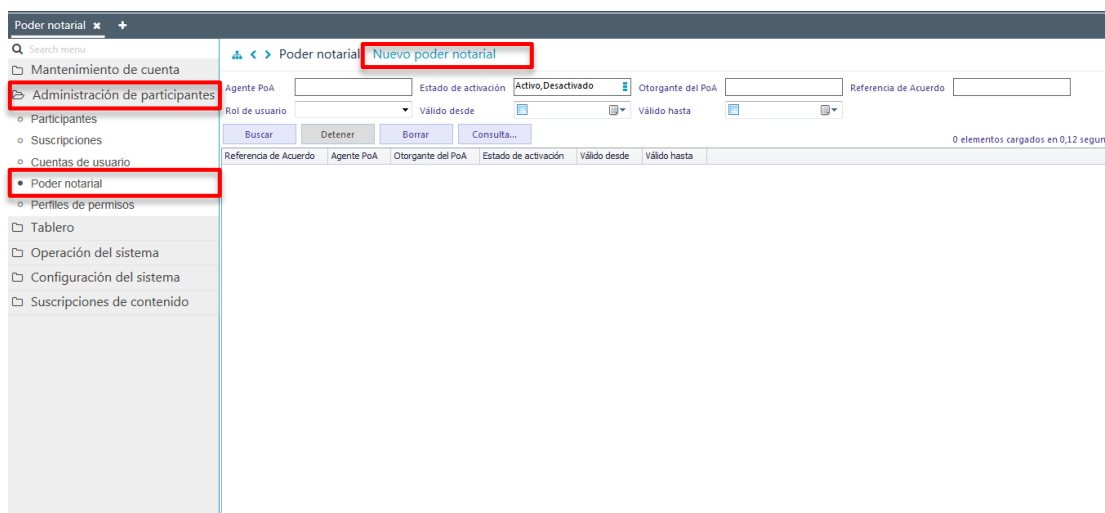 Poder notarial
Search menu
Mantenimiento de cuenta
Administración de participantes
Participantes
Suscripciones
Cuentas de usuario
Poder notarial
Perfiles de permisos
Tablero
Operación del sistema
Configuración del sistema
Suscripciones de contenido
Poder notarial Nuevo poder notarial
Agente PoA Estado de activación Activo,Desactivado Otorgante del PoA Referencia de Acuerdo
Rol de usuario Válido desde Válido hasta
Buscar Detener Borrar Consulta...
0 elementos cargados en 0,12 segun
Referencia de Acuerdo Agente PoA Otorgante del PoA Estado de activación Válido desde Válido hasta